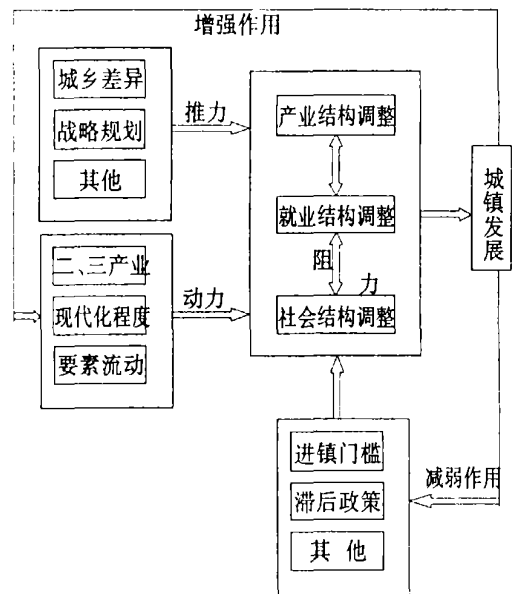 增强作用
城乡差异
战略规划
其他
推力
二、三产业
现代化程度
要素流动
动力
产业结构调整
就业结构调整
阻
力
社会结构调整
城镇发展
进镇门槛
滞后政策
其 他
减弱作用